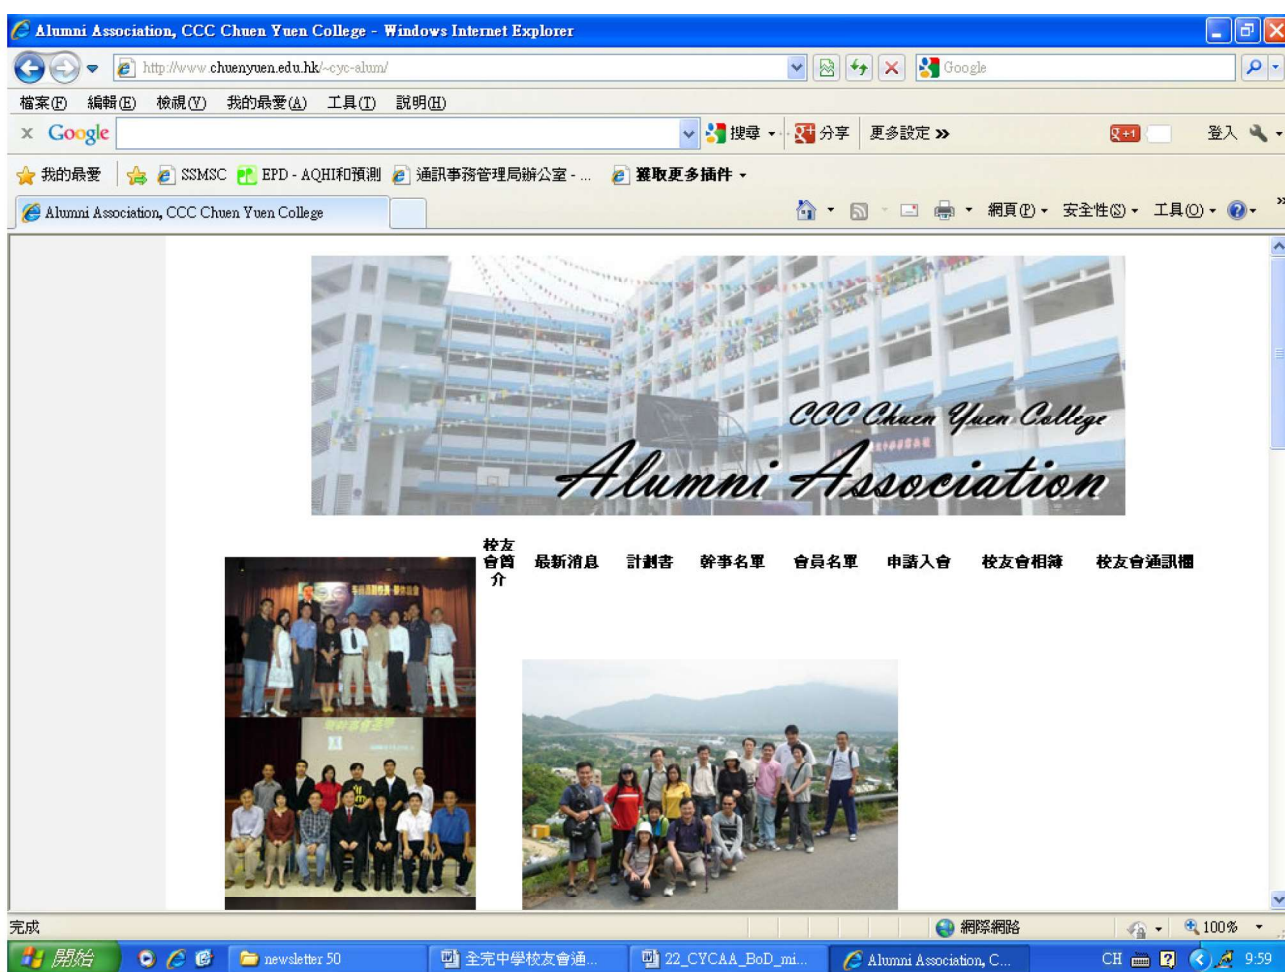 Alumni Association, CCC Chuen Yuen College - Windows Internet Explorer
http://www.chuenyuen.edu.hk/~cyc-alum/
Google
檔案(F) 編輯(E) 檢視(V) 我的最愛(A) 工具(T) 說明(H)
x Google 搜尋 分享 更多設定 » +1 登入
我的最愛 SSMSC EPD - AQHI和預測 通訊事務管理局辦公室 - ... 獲取更多插件
Alumni Association, CCC Chuen Yuen College 網頁(P) 安全性(S) 工具(O) »
CCC Chuen Yuen College
Alumni Association
校友會簡介 最新消息 計劃書 幹事名單 會員名單 申請入會 校友會相簿 校友會通訊欄
完成 網際網路 100%
開始 newsletter 50 全完中學校友會通... 22_CYCAA_BoD_mi... Alumni Association, C... CH 9:59